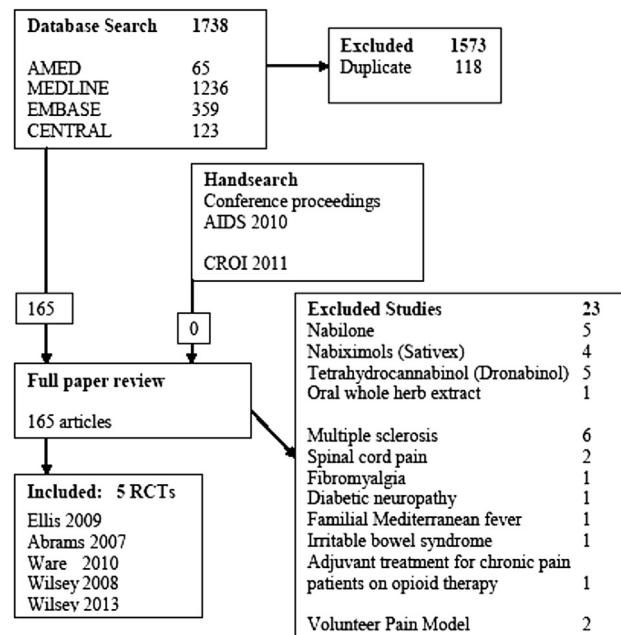 Database Search 1738
AMED 65
MEDLINE 1236
EMBASE 359
CENTRAL 123
Excluded 1573
Duplicate 118
Handsearch
Conference proceedings
AIDS 2010
CROI 2011
165
0
Full paper review
165 articles
Excluded Studies 23
Nabilone 5
Nabiximols (Sativex) 4
Tetrahydrocannabinol (Dronabinol) 5
Oral whole herb extract 1
Multiple sclerosis 6
Spinal cord pain 2
Fibromyalgia 1
Diabetic neuropathy 1
Familial Mediterranean fever 1
Irritable bowel syndrome 1
Adjuvant treatment for chronic pain
patients on opioid therapy 1
Volunteer Pain Model 2
Included: 5 RCTs
Ellis 2009
Abrams 2007
Ware 2010
Wilsey 2008
Wilsey 2013